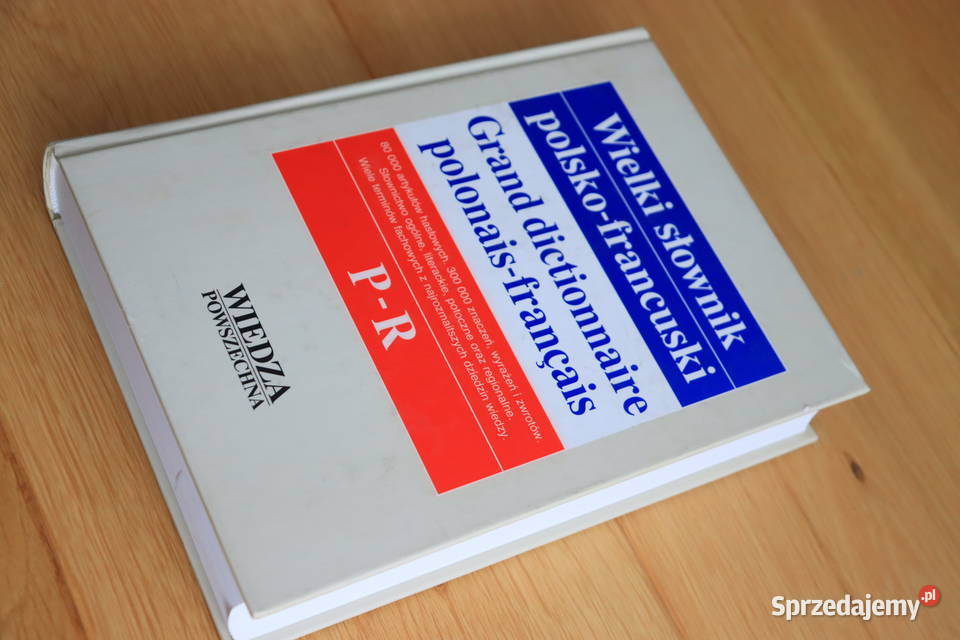 Wielki słownik
polsko-francuski
Grand dictionnaire
polonais-français
80 000 artykułów hasłowych, 300 000 znaczeń, wyrażeń i zwrotów.
Słownictwo ogólne, literackie, potoczne oraz regionalne.
Wiele terminów fachowych z najrozmaitszych dziedzin wiedzy.
P - R
WIEDZA
POWSZECHNA
Sprzedajemy.pl